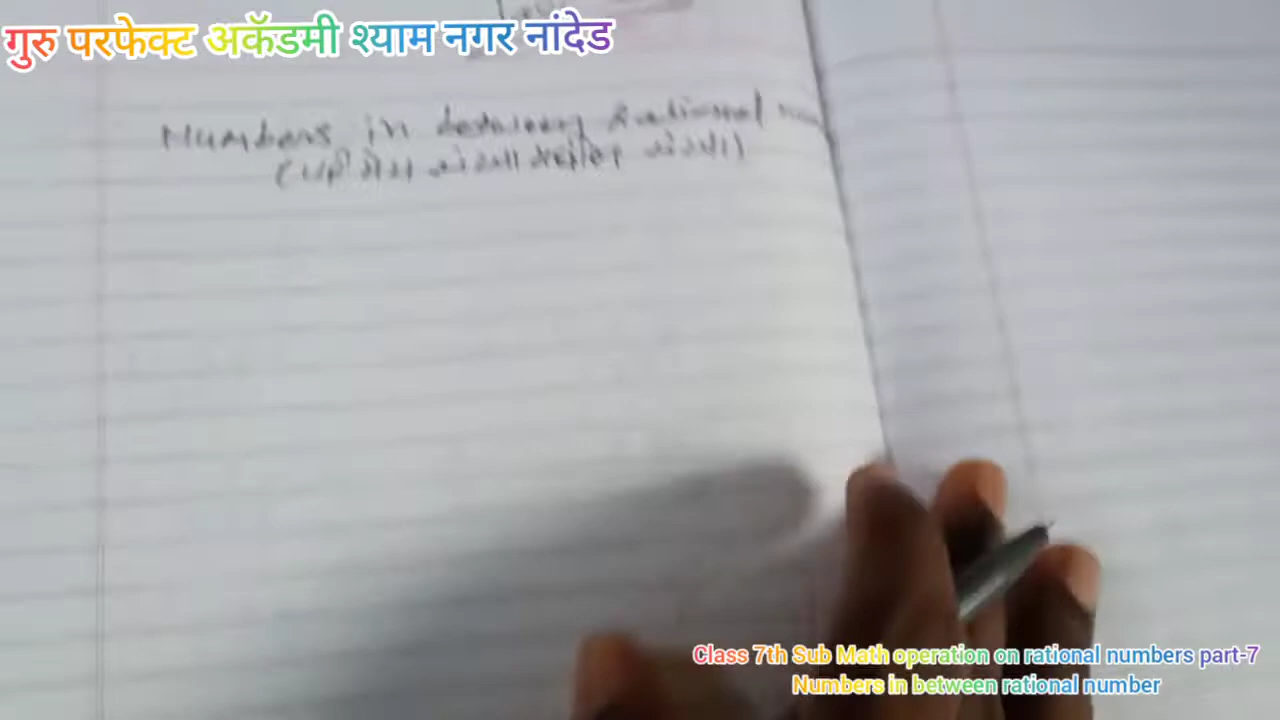 गुरु परफेक्ट अकॅडमी श्याम नगर नांदेड
Numbers in between Rational
(परिमेय संख्या संख्या)
Class 7th Sub Math operation on rational numbers part-7
Numbers in between rational number